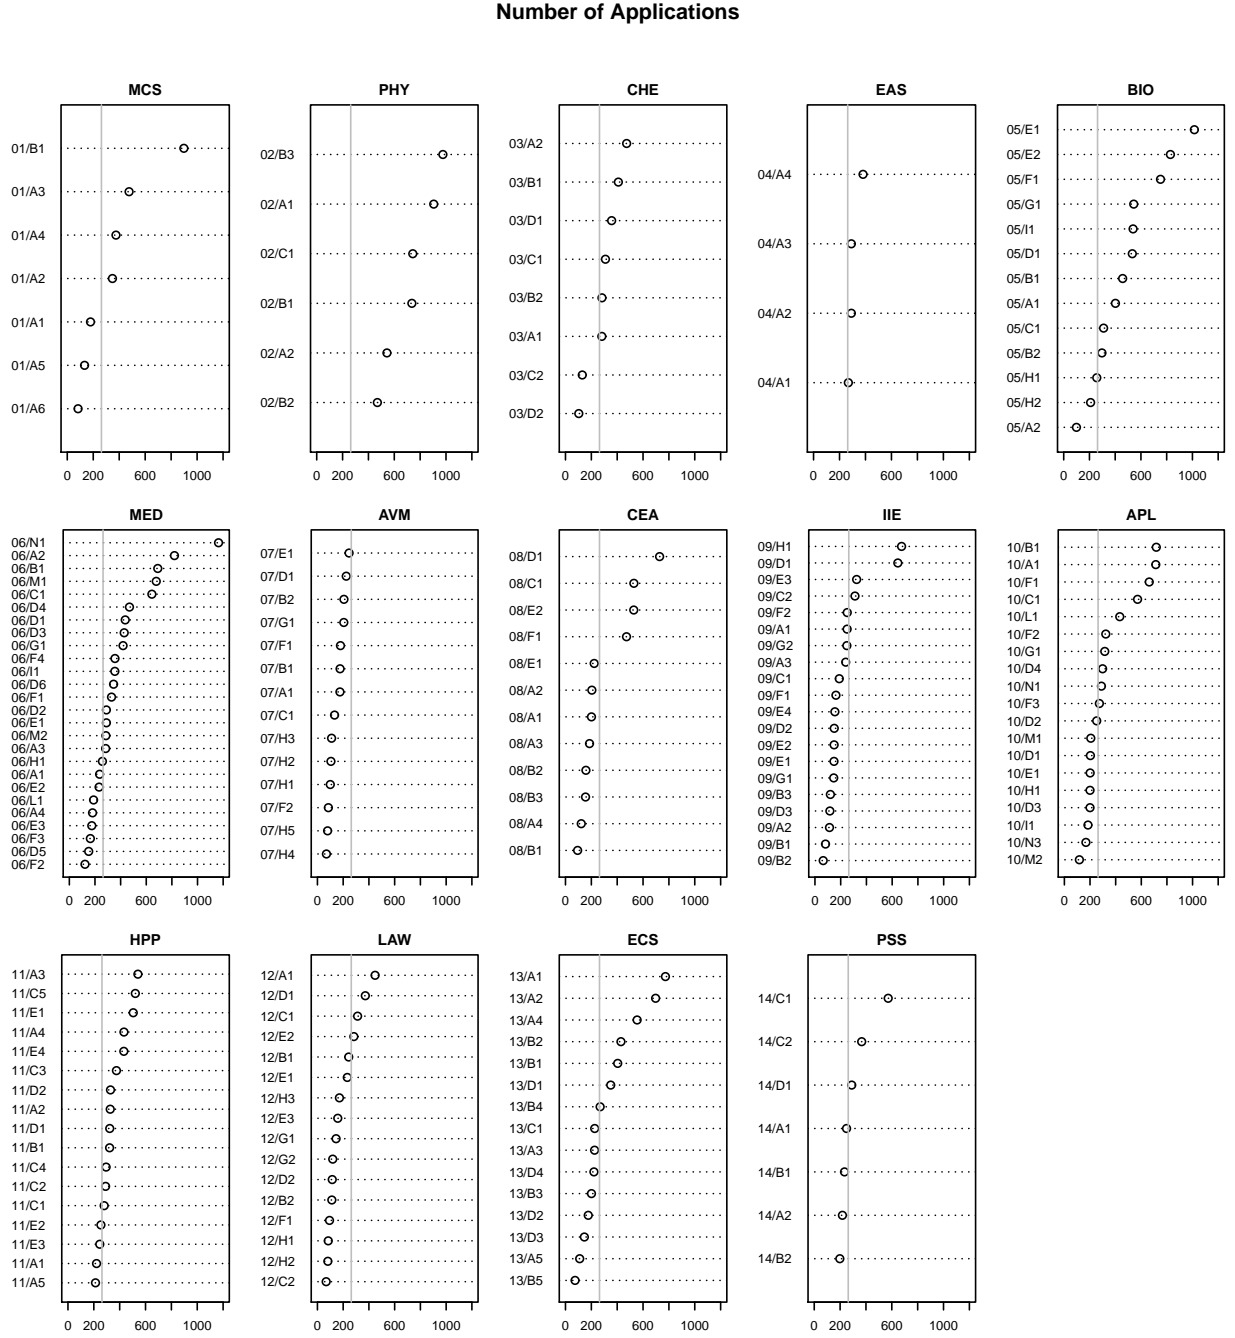 Number of Applications
MCS
01/B1
01/A3
01/A4
01/A2
01/A1
01/A5
01/A6
0 200 600 1000
PHY
02/B3
02/A1
02/C1
02/B1
02/A2
02/B2
0 200 600 1000
CHE
03/A2
03/B1
03/D1
03/C1
03/B2
03/A1
03/C2
03/D2
0 200 600 1000
EAS
04/A4
04/A3
04/A2
04/A1
0 200 600 1000
BIO
05/E1
05/E2
05/F1
05/G1
05/I1
05/D1
05/B1
05/A1
05/C1
05/B2
05/H1
05/H2
05/A2
0 200 600 1000
MED
06/N1
06/A2
06/B1
06/M1
06/C1
06/D4
06/D1
06/D3
06/G1
06/F4
06/I1
06/D6
06/F1
06/D2
06/E1
06/M2
06/A3
06/H1
06/A1
06/E2
06/L1
06/A4
06/E3
06/F3
06/D5
06/F2
0 200 600 1000
AVM
07/E1
07/D1
07/B2
07/G1
07/F1
07/B1
07/A1
07/C1
07/H3
07/H2
07/H1
07/F2
07/H5
07/H4
0 200 600 1000
CEA
08/D1
08/C1
08/E2
08/F1
08/E1
08/A2
08/A1
08/A3
08/B2
08/B3
08/A4
08/B1
0 200 600 1000
IIE
09/H1
09/D1
09/E3
09/C2
09/F2
09/A1
09/G2
09/A3
09/C1
09/F1
09/E4
09/D2
09/E2
09/E1
09/G1
09/B3
09/D3
09/A2
09/B1
09/B2
0 200 600 1000
APL
10/B1
10/A1
10/F1
10/C1
10/L1
10/F2
10/G1
10/D4
10/N1
10/F3
10/D2
10/M1
10/D1
10/E1
10/H1
10/D3
10/I1
10/N3
10/M2
0 200 600 1000
HPP
11/A3
11/C5
11/E1
11/A4
11/E4
11/C3
11/D2
11/A2
11/D1
11/B1
11/C4
11/C2
11/C1
11/E2
11/E3
11/A1
11/A5
0 200 600 1000
LAW
12/A1
12/D1
12/C1
12/E2
12/B1
12/E1
12/H3
12/E3
12/G1
12/G2
12/D2
12/B2
12/F1
12/H1
12/H2
12/C2
0 200 600 1000
ECS
13/A1
13/A2
13/A4
13/B2
13/B1
13/D1
13/B4
13/C1
13/A3
13/D4
13/B3
13/D2
13/D3
13/A5
13/B5
0 200 600 1000
PSS
14/C1
14/C2
14/D1
14/A1
14/B1
14/A2
14/B2
0 200 600 1000